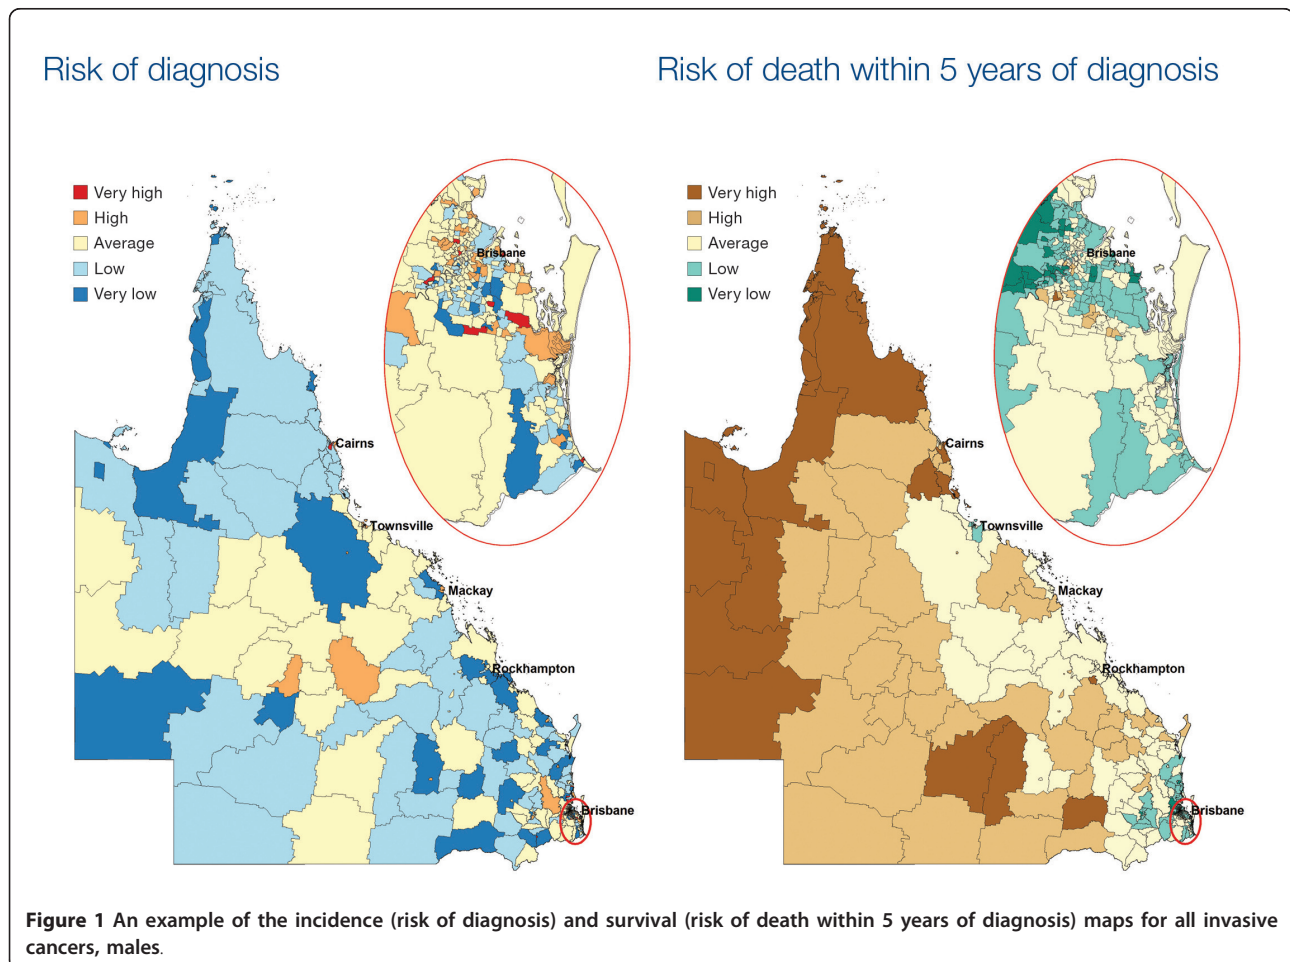 Risk of diagnosis
Risk of death within 5 years of diagnosis
Very high
High
Average
Low
Very low
Brisbane
Cairns
Townsville
Mackay
Rockhampton
Brisbane
Very high
High
Average
Low
Very low
Brisbane
Cairns
Townsville
Mackay
Rockhampton
Brisbane
Figure 1 An example of the incidence (risk of diagnosis) and survival (risk of death within 5 years of diagnosis) maps for all invasive
cancers, males.